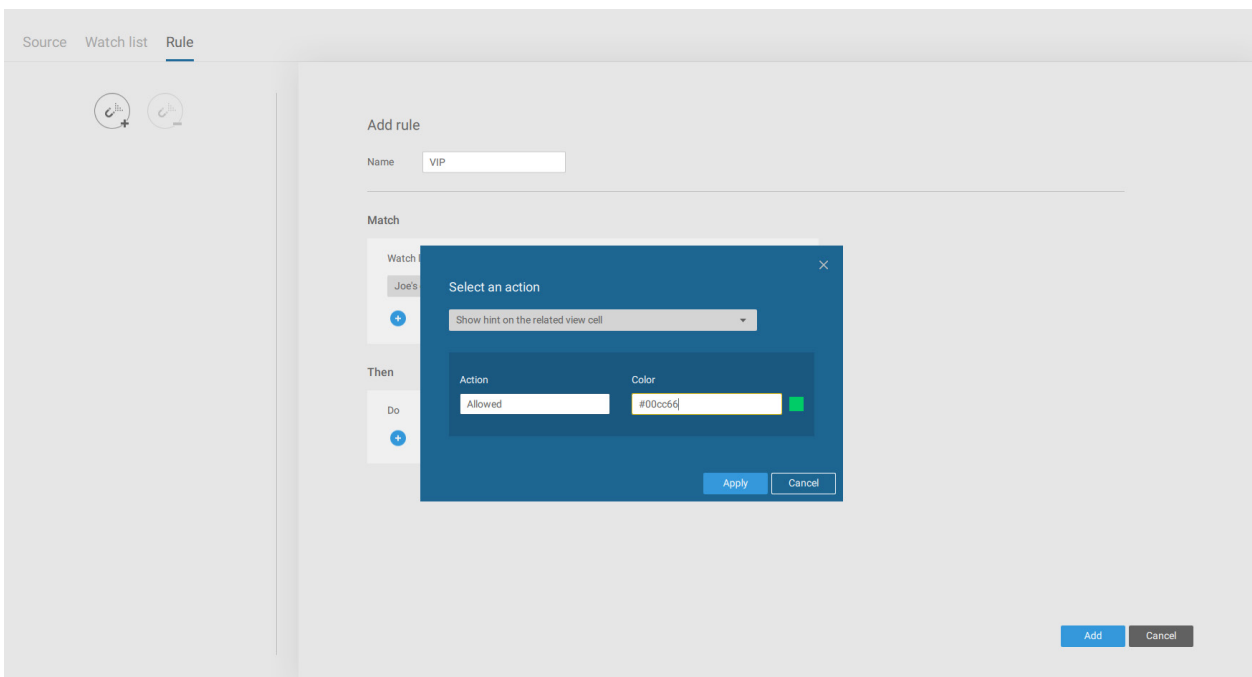 Source Watch list Rule
Add rule
Name VIP
Match
Watch
Joe's
Select an action
Show hint on the related view cell
Then
Action Color
Allowed #00cc66
Do
Apply Cancel
Add Cancel